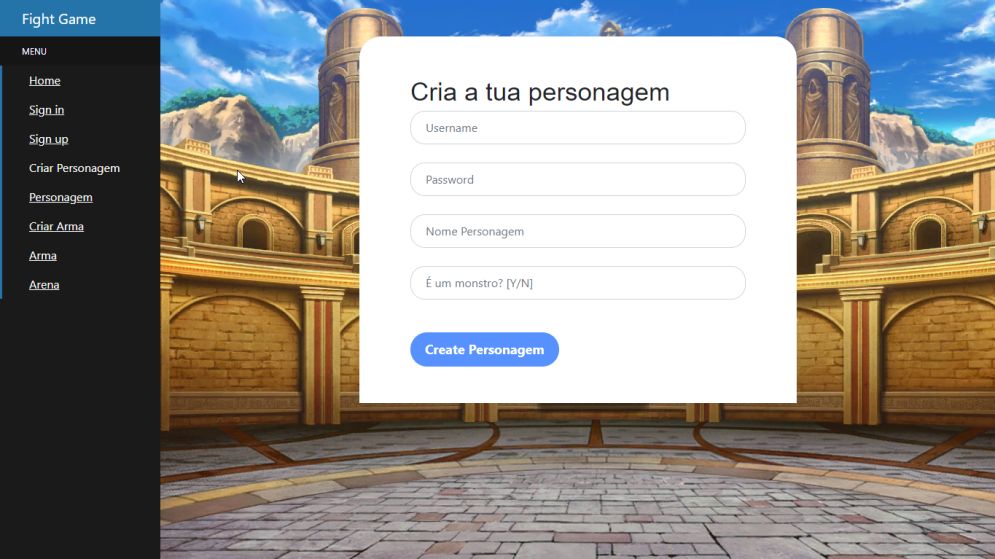 Fight Game
MENU
Home
Sign in
Sign up
Criar Personagem
Personagem
Criar Arma
Arma
Arena
Cria a tua personagem
Username
Password
Nome Personagem
É um monstro? [Y/N]
Create Personagem